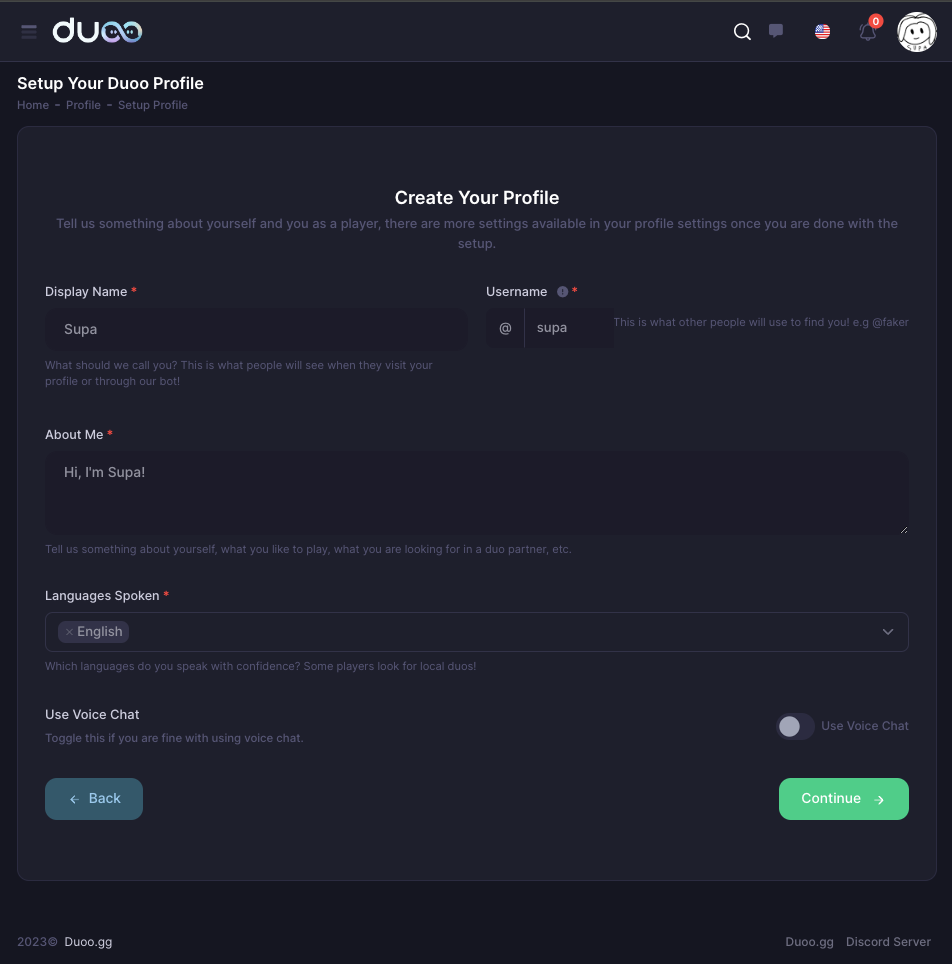 duoo
0
SUPA
Setup Your Duoo Profile
Home - Profile - Setup Profile
Create Your Profile
Tell us something about yourself and you as a player, there are more settings available in your profile settings once you are done with the
setup.
Display Name *
Supa
What should we call you? This is what people will see when they visit your
profile or through our bot!
Username *
@ supa
This is what other people will use to find you! e.g @faker
About Me *
Hi, I'm Supa!
Tell us something about yourself, what you like to play, what you are looking for in a duo partner, etc.
Languages Spoken *
× English
Which languages do you speak with confidence? Some players look for local duos!
Use Voice Chat
Toggle this if you are fine with using voice chat.
Use Voice Chat
← Back
Continue →
2023© Duoo.gg
Duoo.gg Discord Server